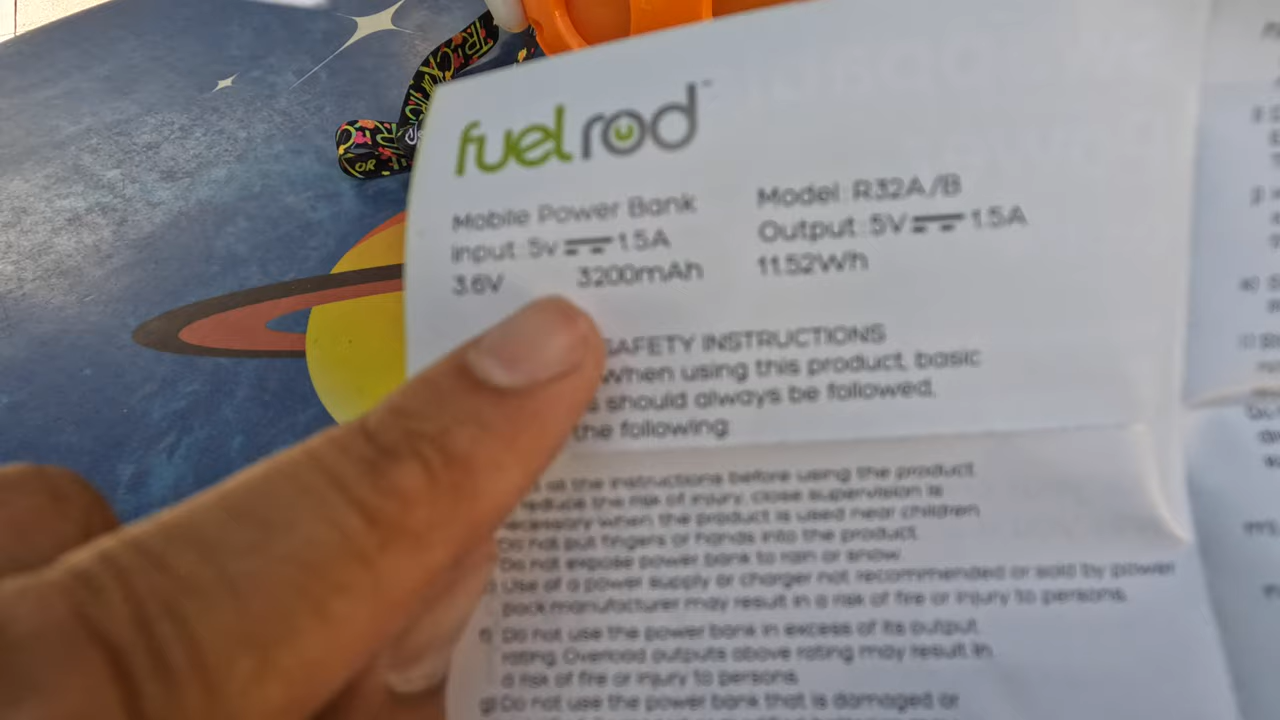 fuel rod™
Mobile Power Bank
Model: R32A/B
Input: 5v 1.5A
Output: 5V 1.5A
3.6V 3200mAh 11.52Wh
SAFETY INSTRUCTIONS
When using this product, basic
should always be followed,
the following:
the instructions before using the product.
reduce the risk of injury, close supervision is
necessary when the product is used near children.
Do not put fingers or hands into the product.
Do not expose power bank to rain or snow.
Use of a power supply or charger not recommended or sold by power
pack manufacturer may result in a risk of fire or injury to persons.
f) Do not use the power bank in excess of its output
rating. Overload outputs above rating may result in
a risk of fire or injury to persons.
g) Do not use the power bank that is damaged or
OR